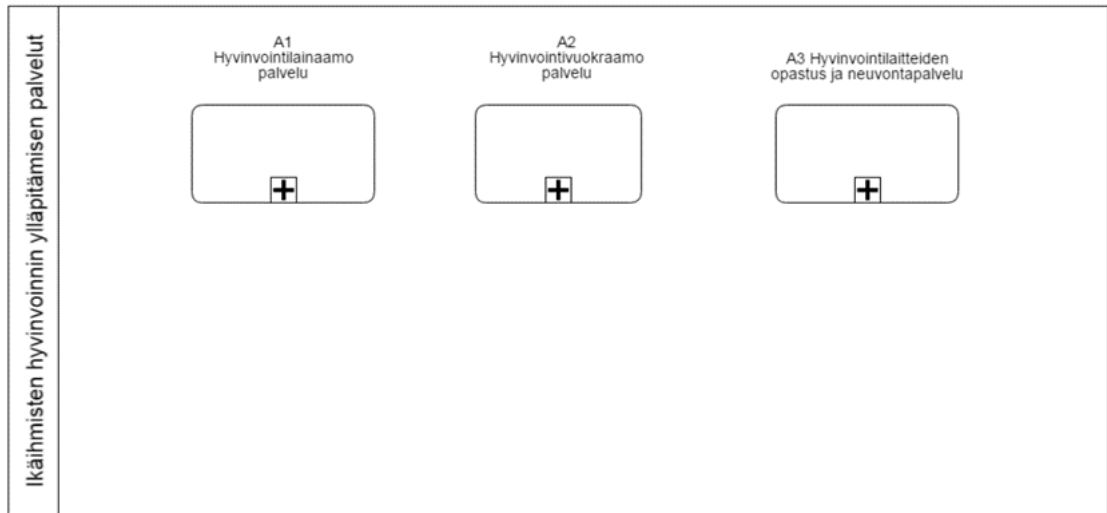 Ikäihmisten hyvinvoinnin ylläpitämisen palvelut
A1
Hyvinvointilainaamo
palvelu
A2
Hyvinvointivuokraamo
palvelu
A3 Hyvinvointilaitteiden
opastus ja neuvontapalvelu